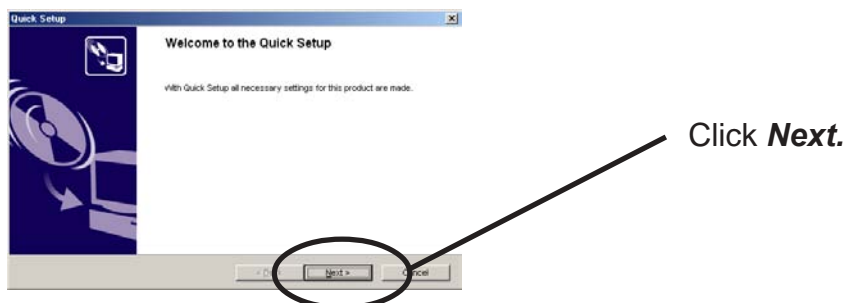 Quick Setup
Welcome to the Quick Setup
With Quick Setup all necessary settings for this product are made.
Click Next.
Next >
Cancel